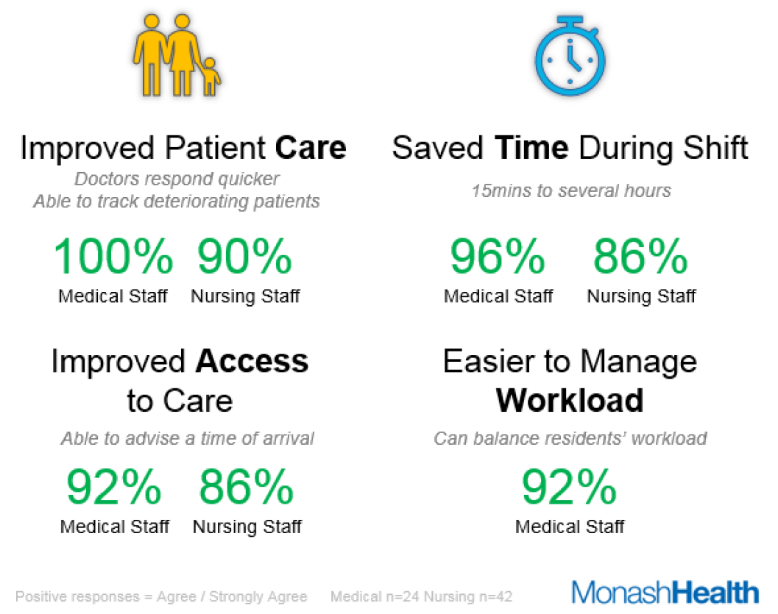 Improved Patient Care
Doctors respond quicker
Able to track deteriorating patients
100% 90%
Medical Staff Nursing Staff
Saved Time During Shift
15mins to several hours
96% 86%
Medical Staff Nursing Staff
Improved Access
to Care
Able to advise a time of arrival
92% 86%
Medical Staff Nursing Staff
Easier to Manage
Workload
Can balance residents' workload
92%
Medical Staff
Positive responses = Agree / Strongly Agree Medical n=24 Nursing n=42
MonashHealth